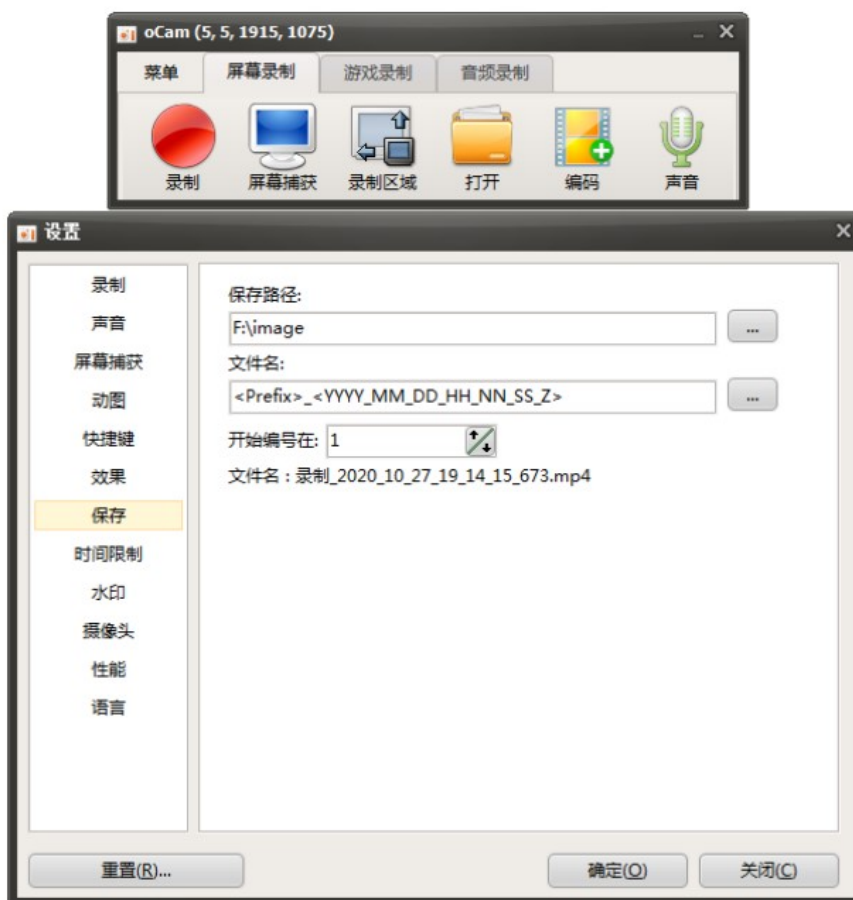 oCam (5, 5, 1915, 1075)
菜单 屏幕录制 游戏录制 音频录制
录制 屏幕捕获 录制区域 打开 编码 声音
设置
录制
声音
屏幕捕获
动图
快捷键
效果
保存
时间限制
水印
摄像头
性能
语言
保存路径:
F:\image
...
文件名:
<Prefix>_<YYYY_MM_DD_HH_NN_SS_Z>
...
开始编号在: 1
文件名：录制_2020_10_27_19_14_15_673.mp4
重置(R)... 确定(O) 关闭(C)